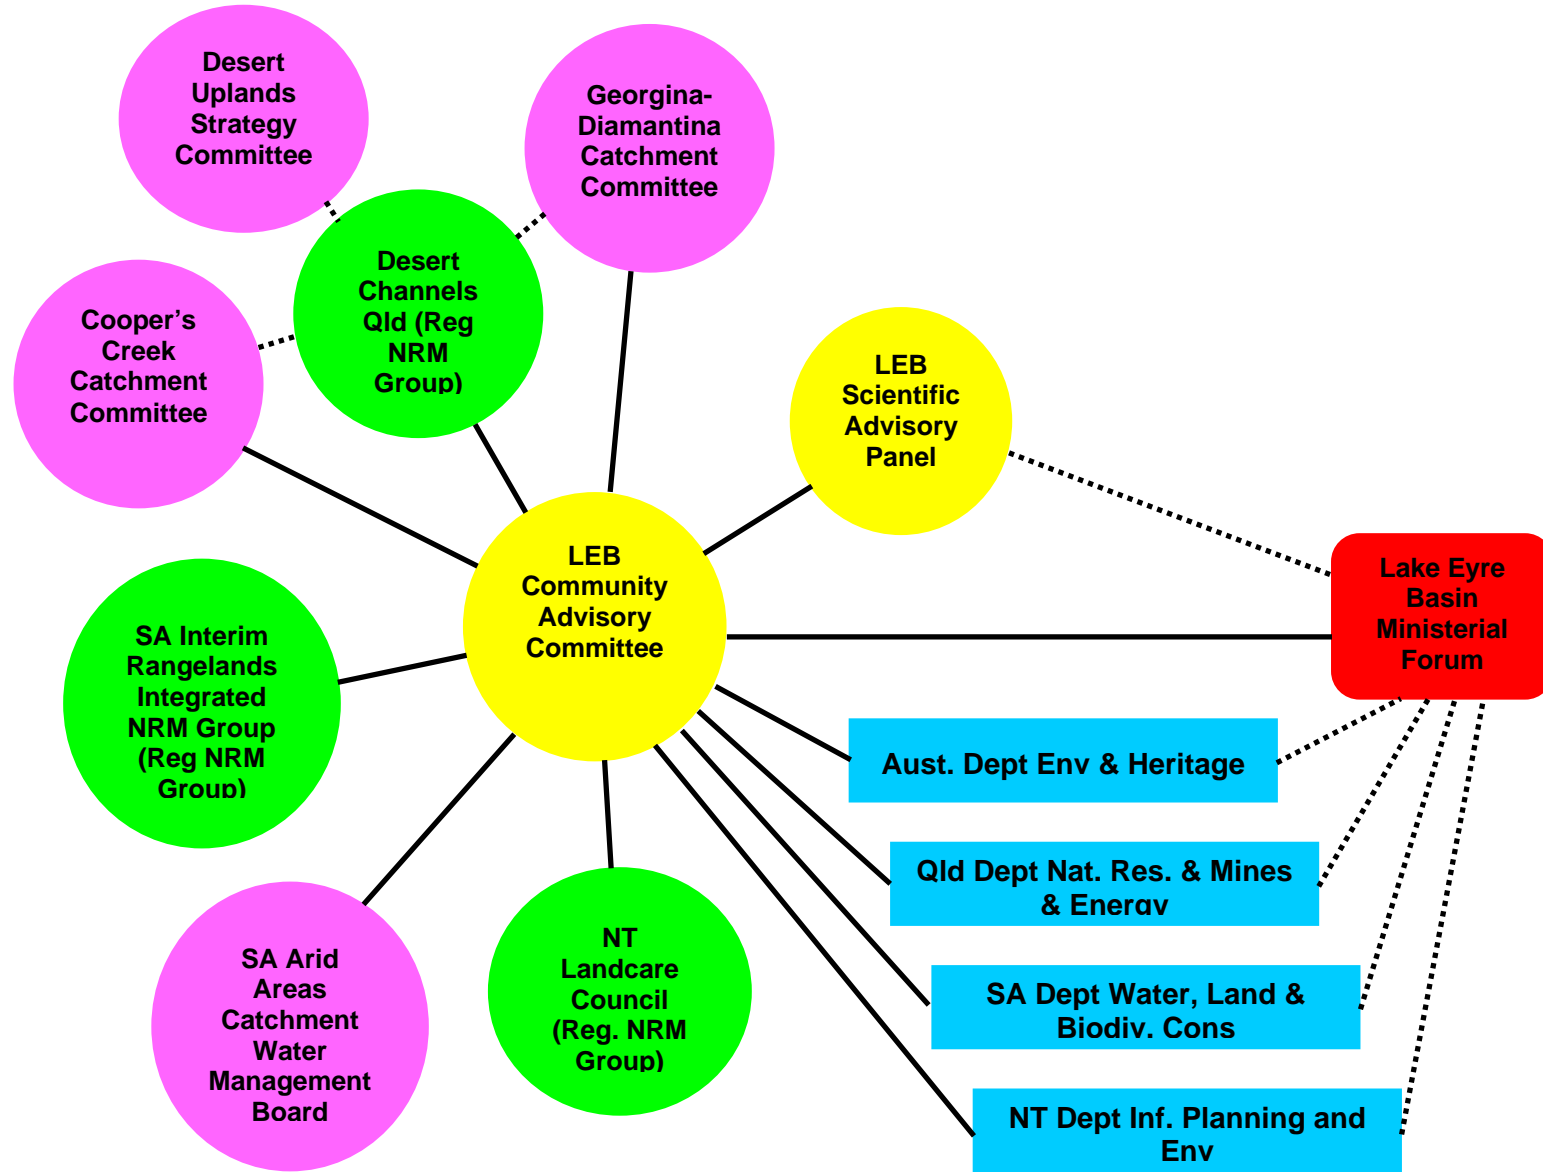 Desert
Uplands
Strategy
Committee
Georgina-
Diamantina
Catchment
Committee
Desert
Channels
Qld (Reg
NRM
Group)
Cooper's
Creek
Catchment
Committee
LEB
Scientific
Advisory
Panel
LEB
Community
Advisory
Committee
Lake Eyre
Basin
Ministerial
Forum
SA Interim
Rangelands
Integrated
NRM Group
(Reg NRM
Group)
Aust. Dept Env & Heritage
Qld Dept Nat. Res. & Mines
& Energy
SA Arid
Areas
Catchment
Water
Management
Board
NT
Landcare
Council
(Reg. NRM
Group)
SA Dept Water, Land &
Biodiv. Cons
NT Dept Inf. Planning and
Env